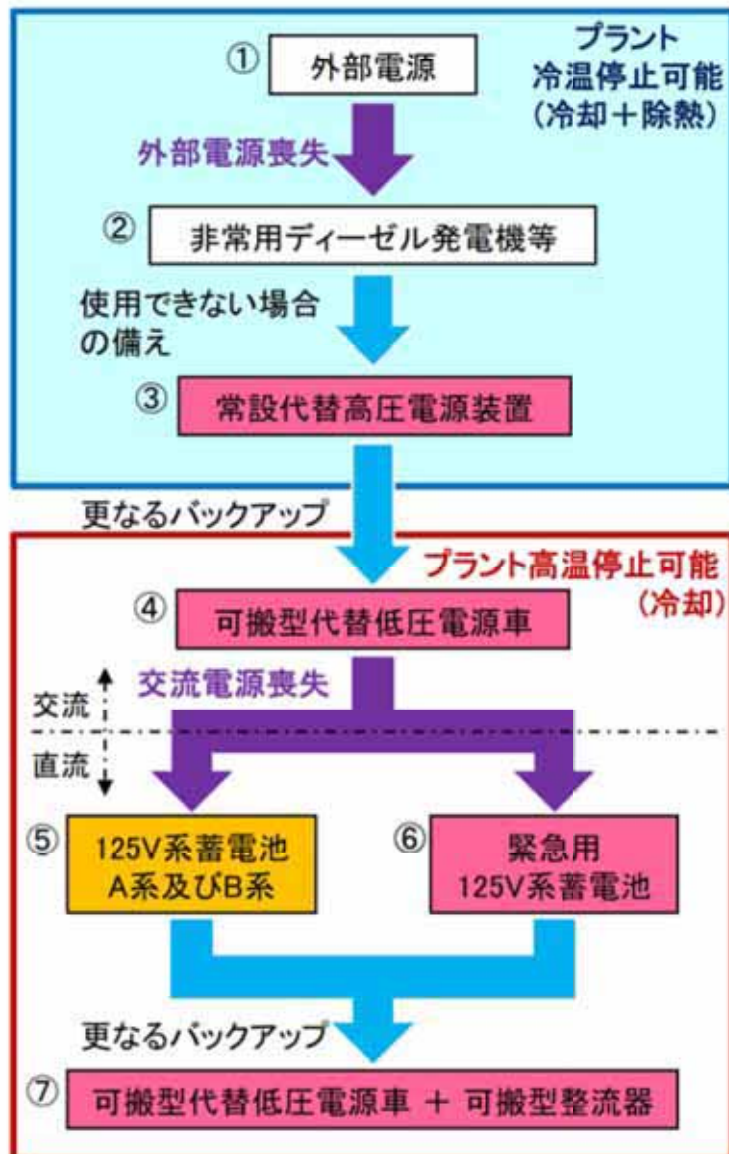 ① 外部電源
プラント
冷温停止可能
(冷却+除熱)
外部電源喪失
② 非常用ディーゼル発電機等
使用できない場合
の備え
③ 常設代替高圧電源装置
更なるバックアップ
プラント高温停止可能
(冷却)
④ 可搬型代替低圧電源車
交流電源喪失
交流
直流
⑤ 125V系蓄電池
A系及びB系
⑥ 緊急用
125V系蓄電池
更なるバックアップ
⑦ 可搬型代替低圧電源車 + 可搬型整流器